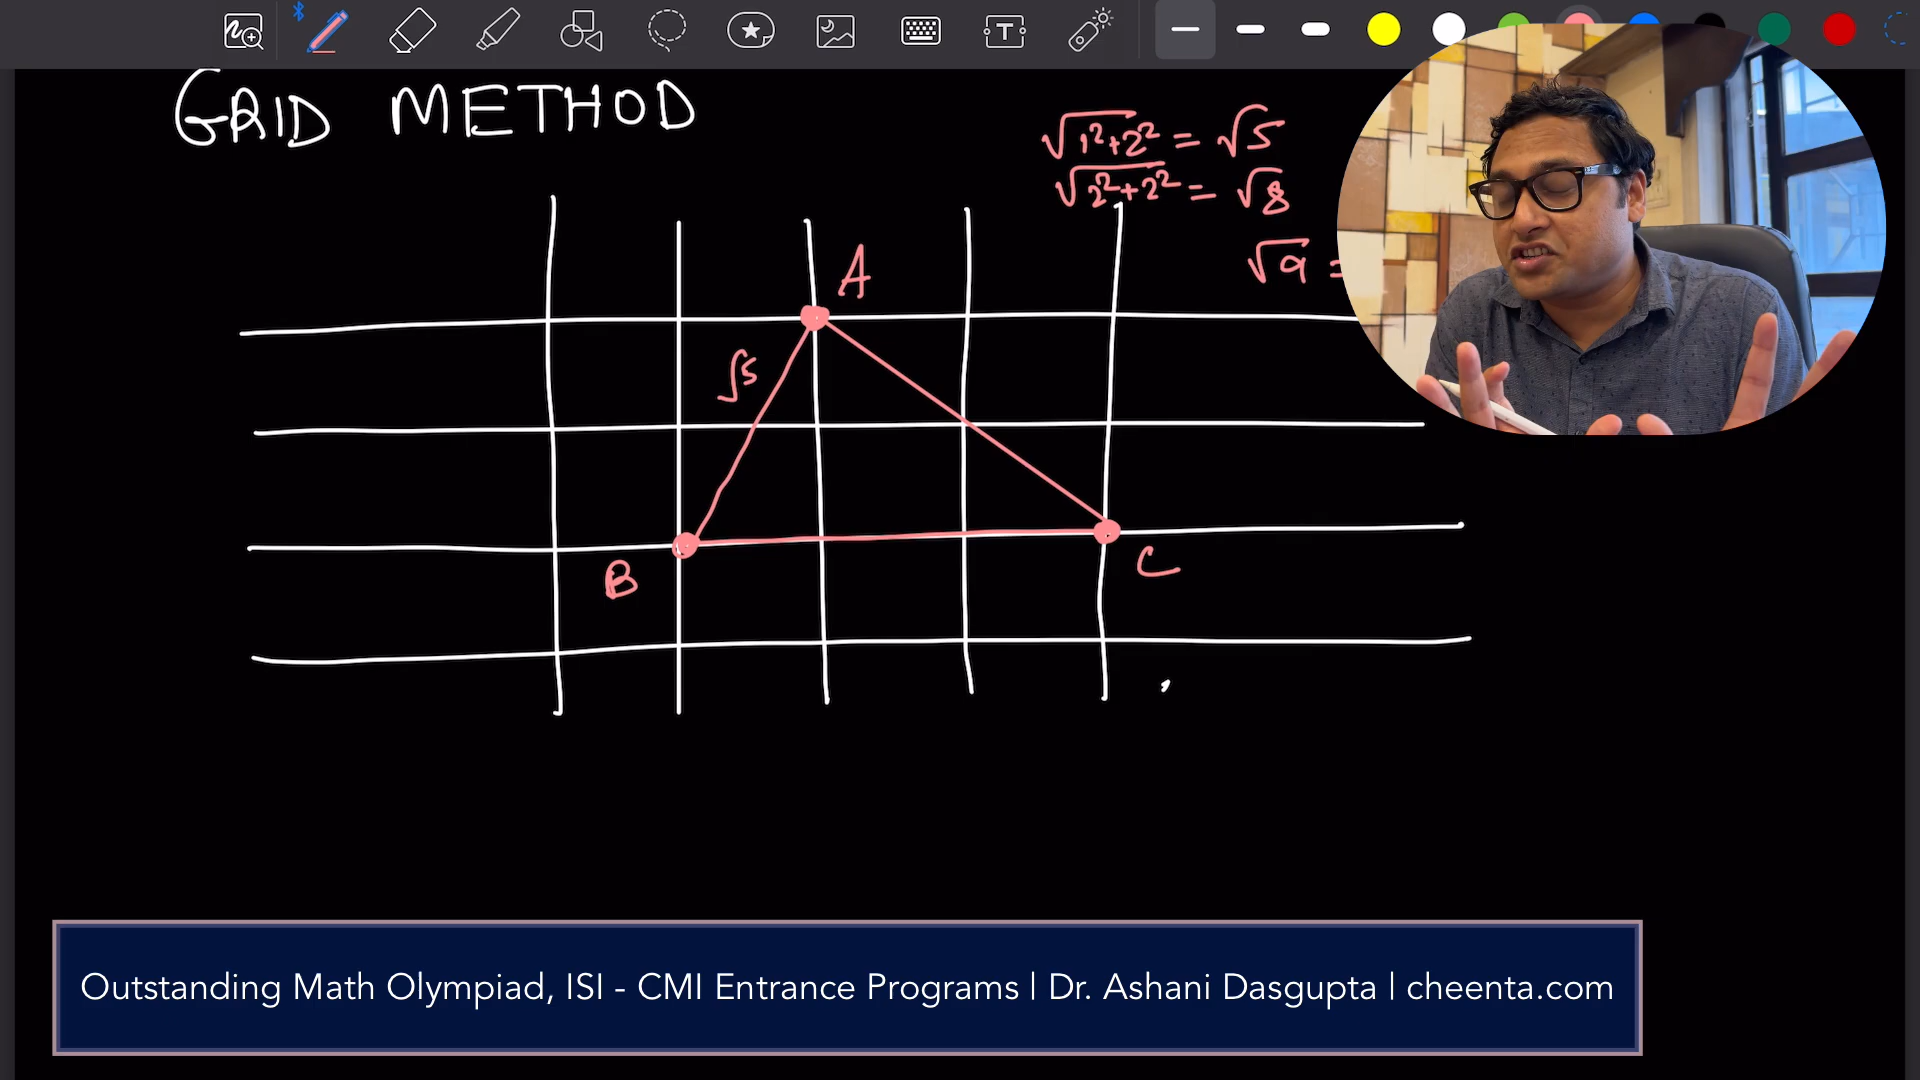 GRID METHOD
√1²+2² = √5
√2²+2² = √8
√9 =
A
√5
B
C
T
Outstanding Math Olympiad, ISI - CMI Entrance Programs | Dr. Ashani Dasgupta | cheenta.com